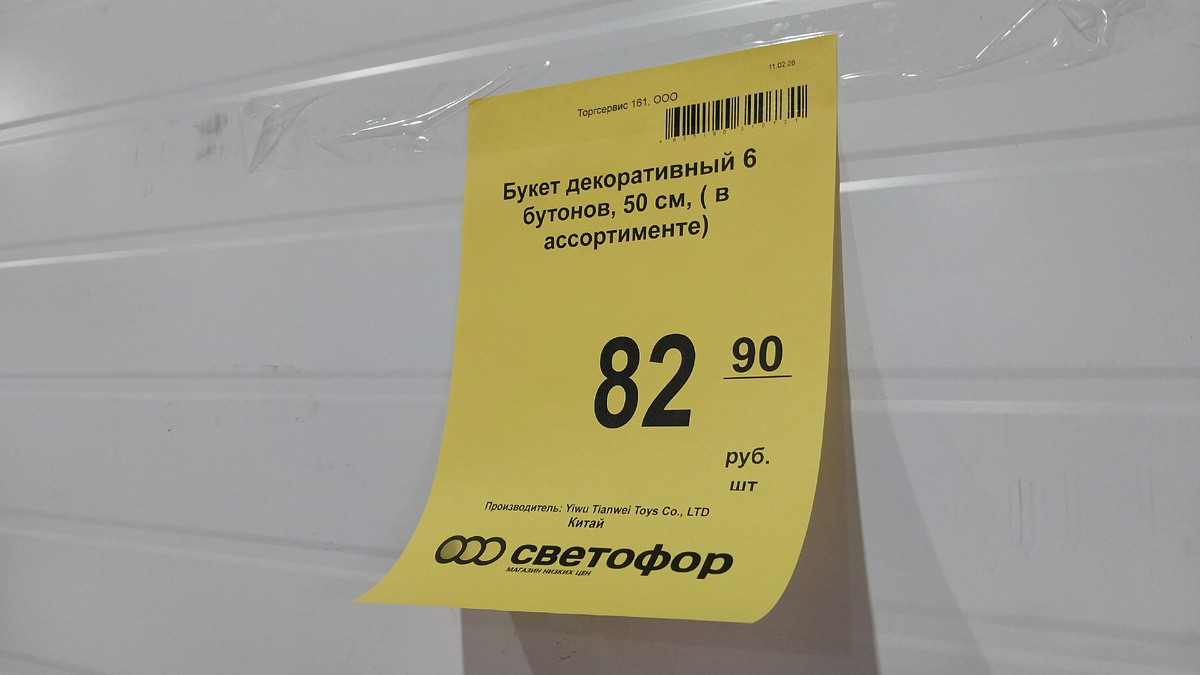 11.02.26
Торгсервис 161, ООО
Букет декоративный 6
бутонов, 50 см, ( в
ассортименте)
82 90
руб.
шт
Производитель: Yiwu Tianwei Toys Co., LTD
Китай
светофор
МАГАЗИН НИЗКИХ ЦЕН